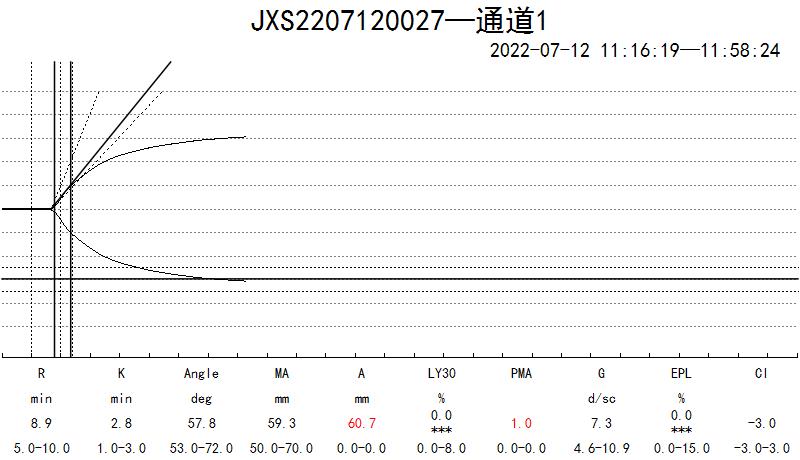 JXS2207120027—通道1
2022-07-12 11:16:19—11:58:24
R K Angle MA A LY30 PMA G EPL CI
min min deg mm mm % d/sc %
8.9 2.8 57.8 59.3 60.7 0.0 *** 1.0 7.3 0.0 *** -3.0
5.0-10.0 1.0-3.0 53.0-72.0 50.0-70.0 0.0-0.0 0.0-8.0 0.0-0.0 4.6-10.9 0.0-15.0 -3.0-3.0